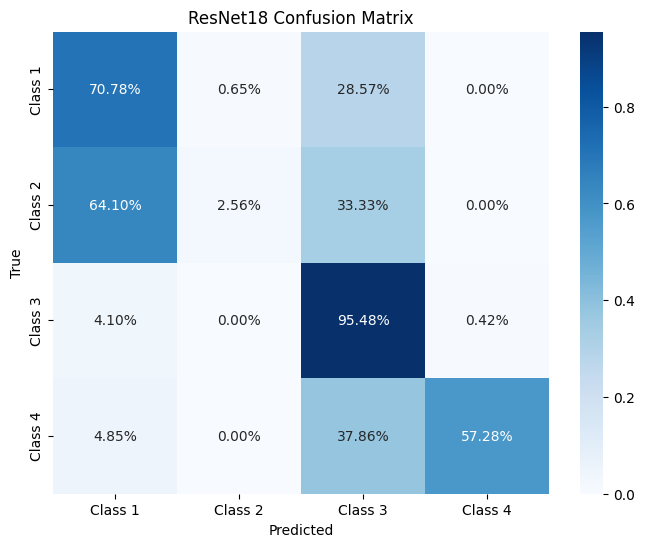 ResNet18 Confusion Matrix
True
Class 1
70.78% 0.65% 28.57% 0.00%
Class 2
64.10% 2.56% 33.33% 0.00%
Class 3
4.10% 0.00% 95.48% 0.42%
Class 4
4.85% 0.00% 37.86% 57.28%
Class 1 Class 2 Class 3 Class 4
Predicted
0.8
0.6
0.4
0.2
0.0